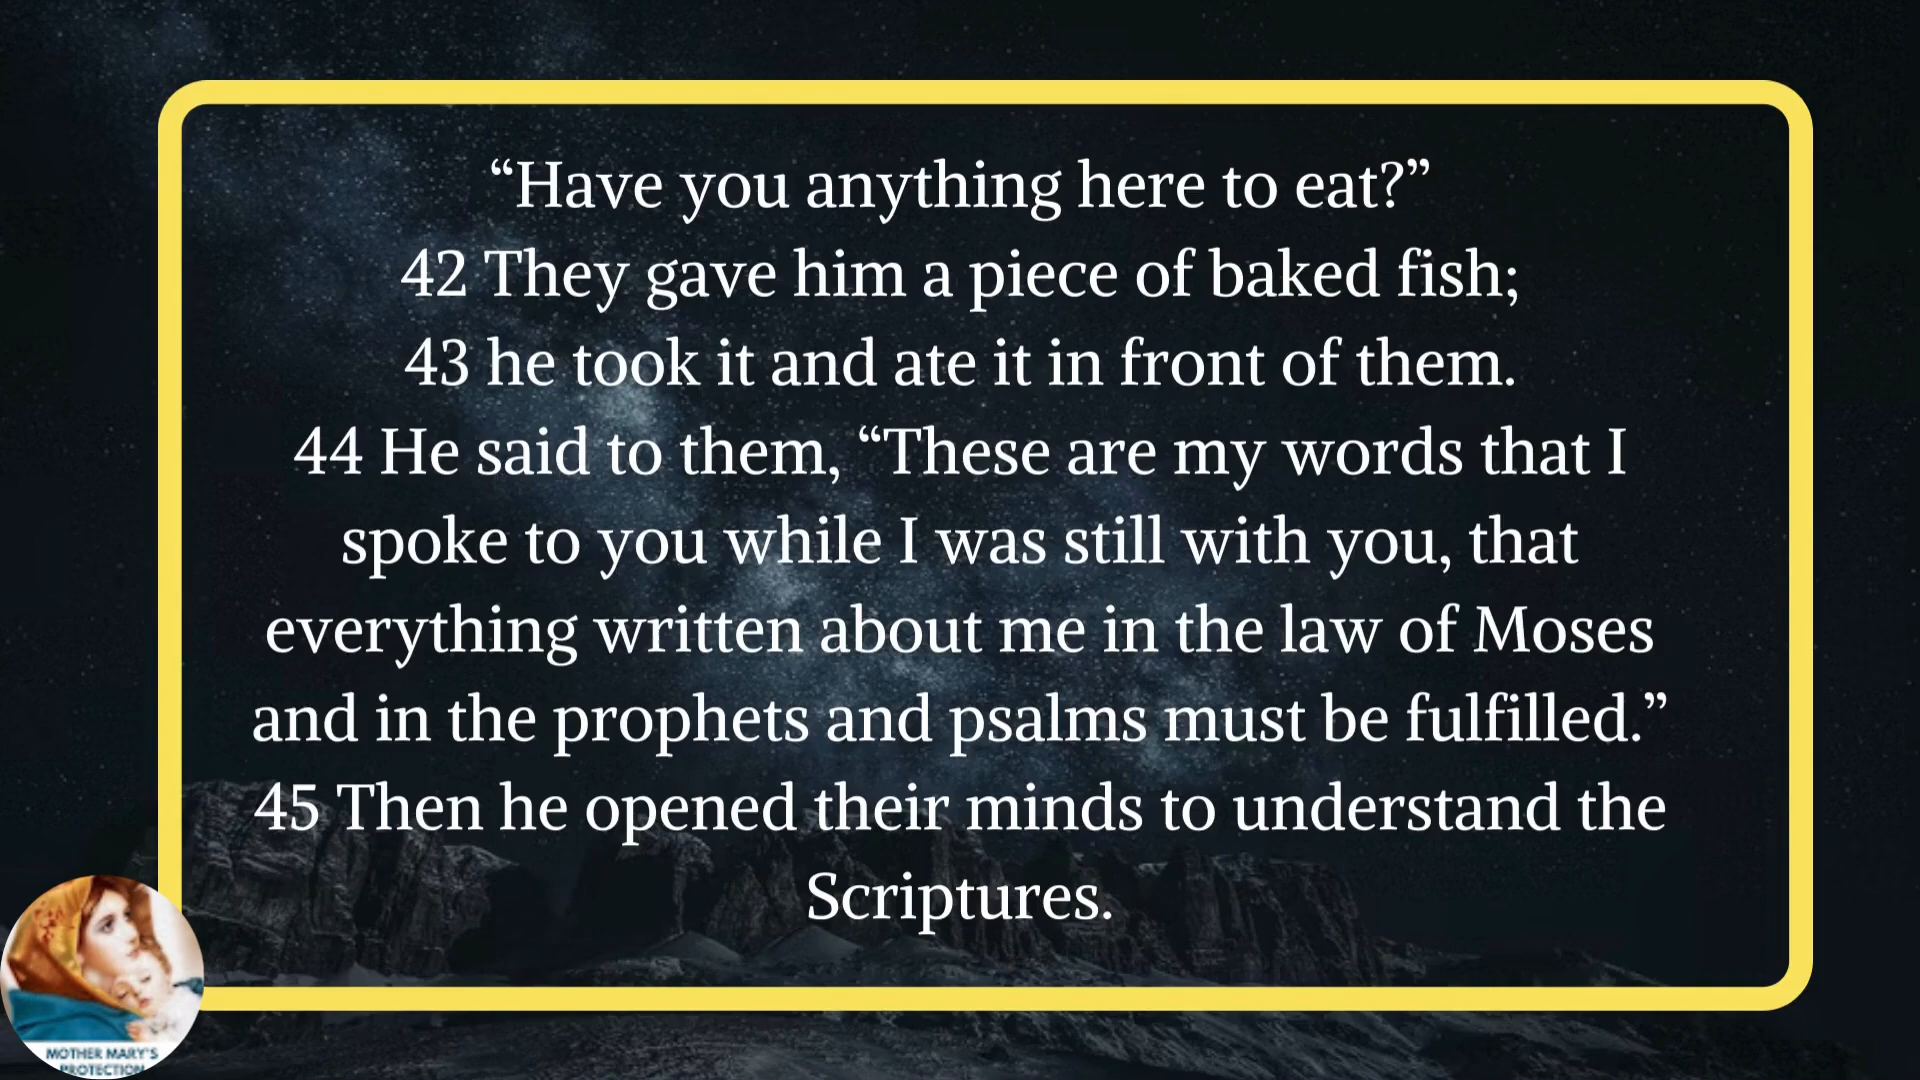 “Have you anything here to eat?”
42 They gave him a piece of baked fish;
43 he took it and ate it in front of them.
44 He said to them, “These are my words that I
spoke to you while I was still with you, that
everything written about me in the law of Moses
and in the prophets and psalms must be fulfilled.”
45 Then he opened their minds to understand the
Scriptures.
MOTHER MARY'S
PROTECTION